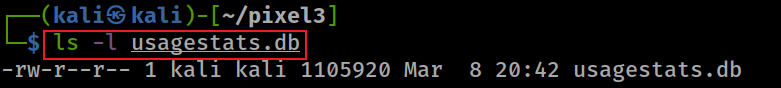 ┌──(kali㉿kali)-[~/pixel3]
└─$ ls -l usagestats.db
-rw-r--r-- 1 kali kali 1105920 Mar  8 20:42 usagestats.db